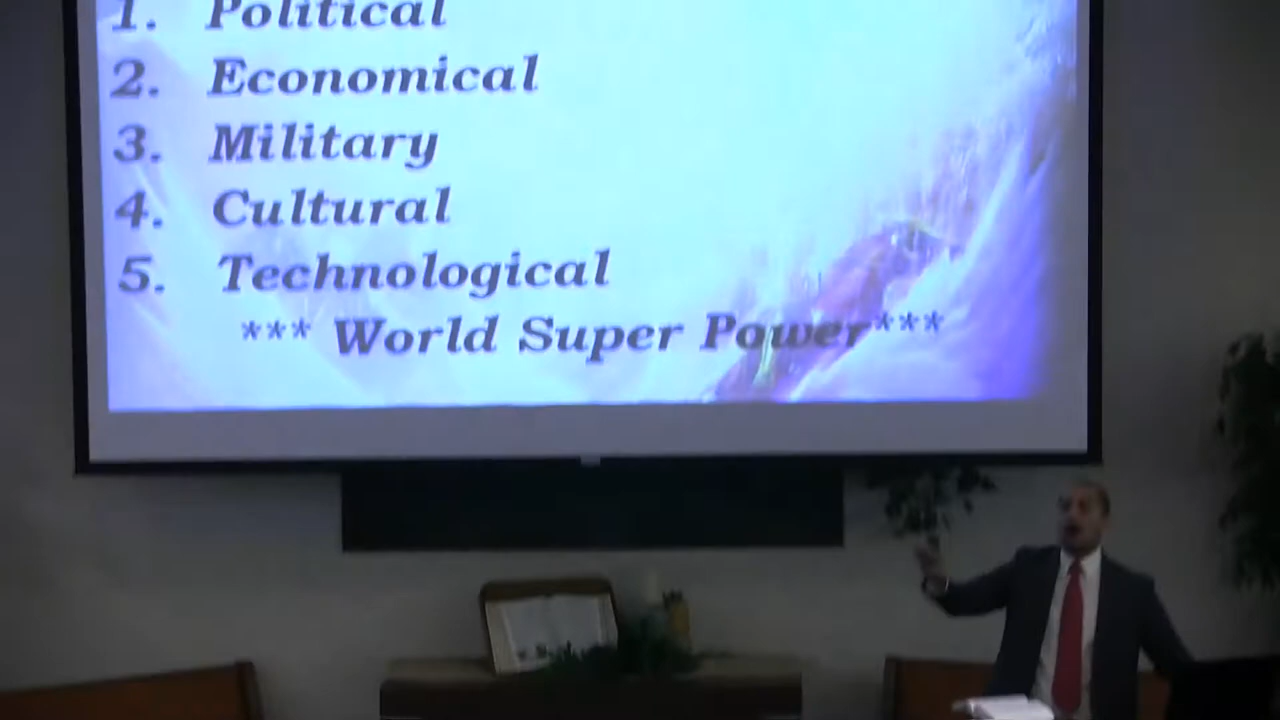 1. Political
2. Economical
3. Military
4. Cultural
5. Technological
*** World Super Power***